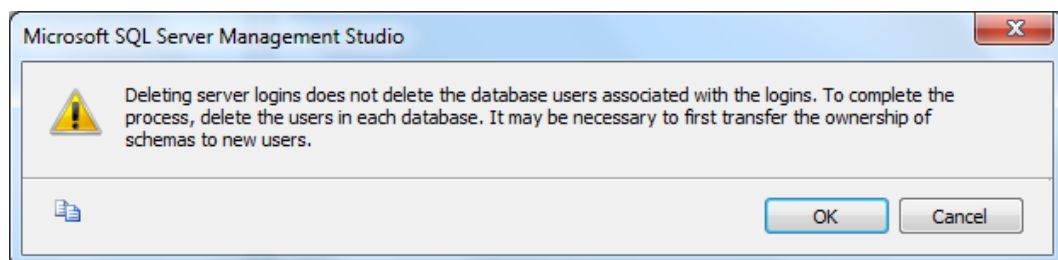 Microsoft SQL Server Management Studio
Deleting server logins does not delete the database users associated with the logins. To complete the
process, delete the users in each database. It may be necessary to first transfer the ownership of
schemas to new users.
OK
Cancel